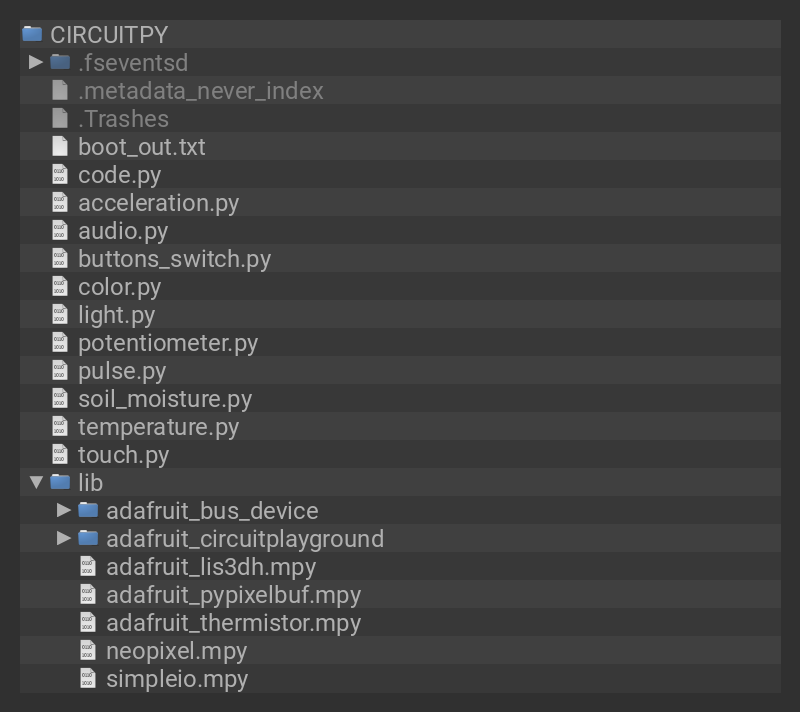 CIRCUITPY
.fseventsd
.metadata_never_index
.Trashes
boot_out.txt
code.py
acceleration.py
audio.py
buttons_switch.py
color.py
light.py
potentiometer.py
pulse.py
soil_moisture.py
temperature.py
touch.py
lib
adafruit_bus_device
adafruit_circuitplayground
adafruit_lis3dh.mpy
adafruit_pypixelbuf.mpy
adafruit_thermistor.mpy
neopixel.mpy
simpleio.mpy